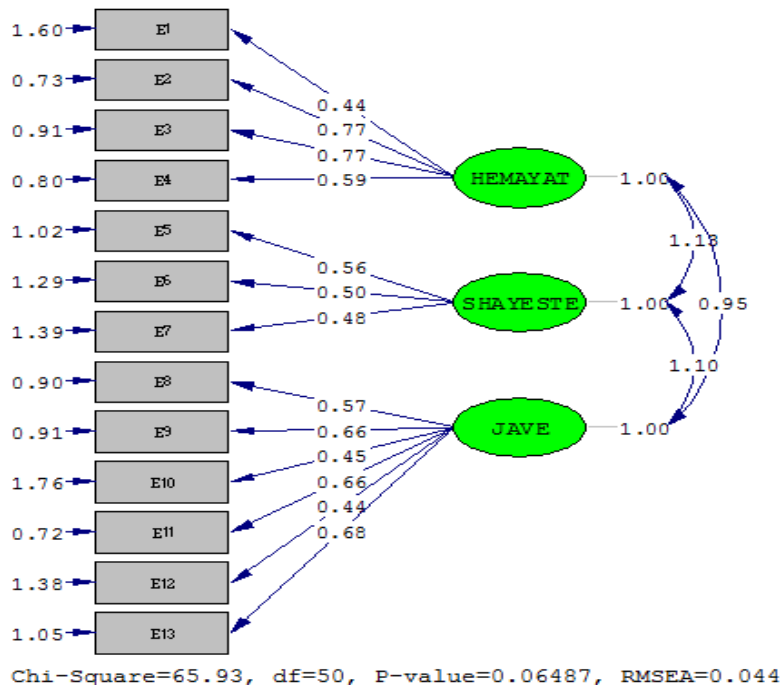 1.60 E1
0.73 E2
0.44
0.91 E3
0.77
0.77
0.80 E4
0.59
HEMAYAT 1.00
1.02 E5
0.56
1.13
1.29 E6
0.50
SHAYESTE 1.00 0.95
1.39 E7
0.48
1.10
0.90 E8
0.57
0.91 E9
0.66
JAVE 1.00
0.45
1.76 E10
0.66
0.72 E11
0.44
0.68
1.38 E12
1.05 E13
Chi-Square=65.93, df=50, P-value=0.06487, RMSEA=0.044